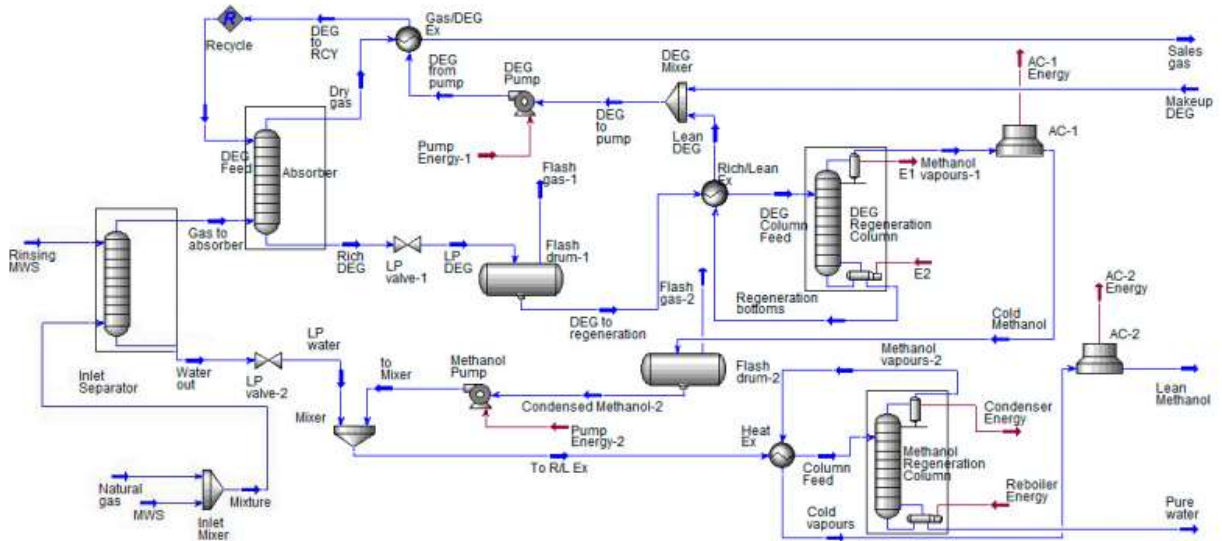 R
Recycle
DEG
to
RCY
Gas/DEG
Ex
Sales
gas
DEG
from
pump
DEG
Pump
DEG
Mixer
AC-1
Energy
Makeup
DEG
Dry
gas
DEG
to
pump
Lean
DEG
AC-1
Pump
Energy-1
DEG
Feed
Absorber
Flash
gas-1
Rich/Lean
Ex
Methanol
vapours-1
E1
Gas to
absorber
DEG
Column
Feed
DEG
Regeneration
Column
Rinsing
MWS
Rich
DEG
LP
valve-1
LP
DEG
Flash
drum-1
Flash
gas-2
E2
AC-2
Energy
DEG to
regeneration
Regeneration
bottoms
Cold
Methanol
LP
water
Methanol
vapours-2
AC-2
Inlet
Separator
Water
out
LP
valve-2
to
Mixer
Methanol
Pump
Flash
drum-2
Lean
Methanol
Condensed Methanol-2
Mixer
Pump
Energy-2
Heat
Ex
Condenser
Energy
To R/L Ex
Column
Feed
Methanol
Regeneration
Column
Natural
gas
MWS
Mixture
Inlet
Mixer
Reboiler
Energy
Cold
vapours
Pure
water